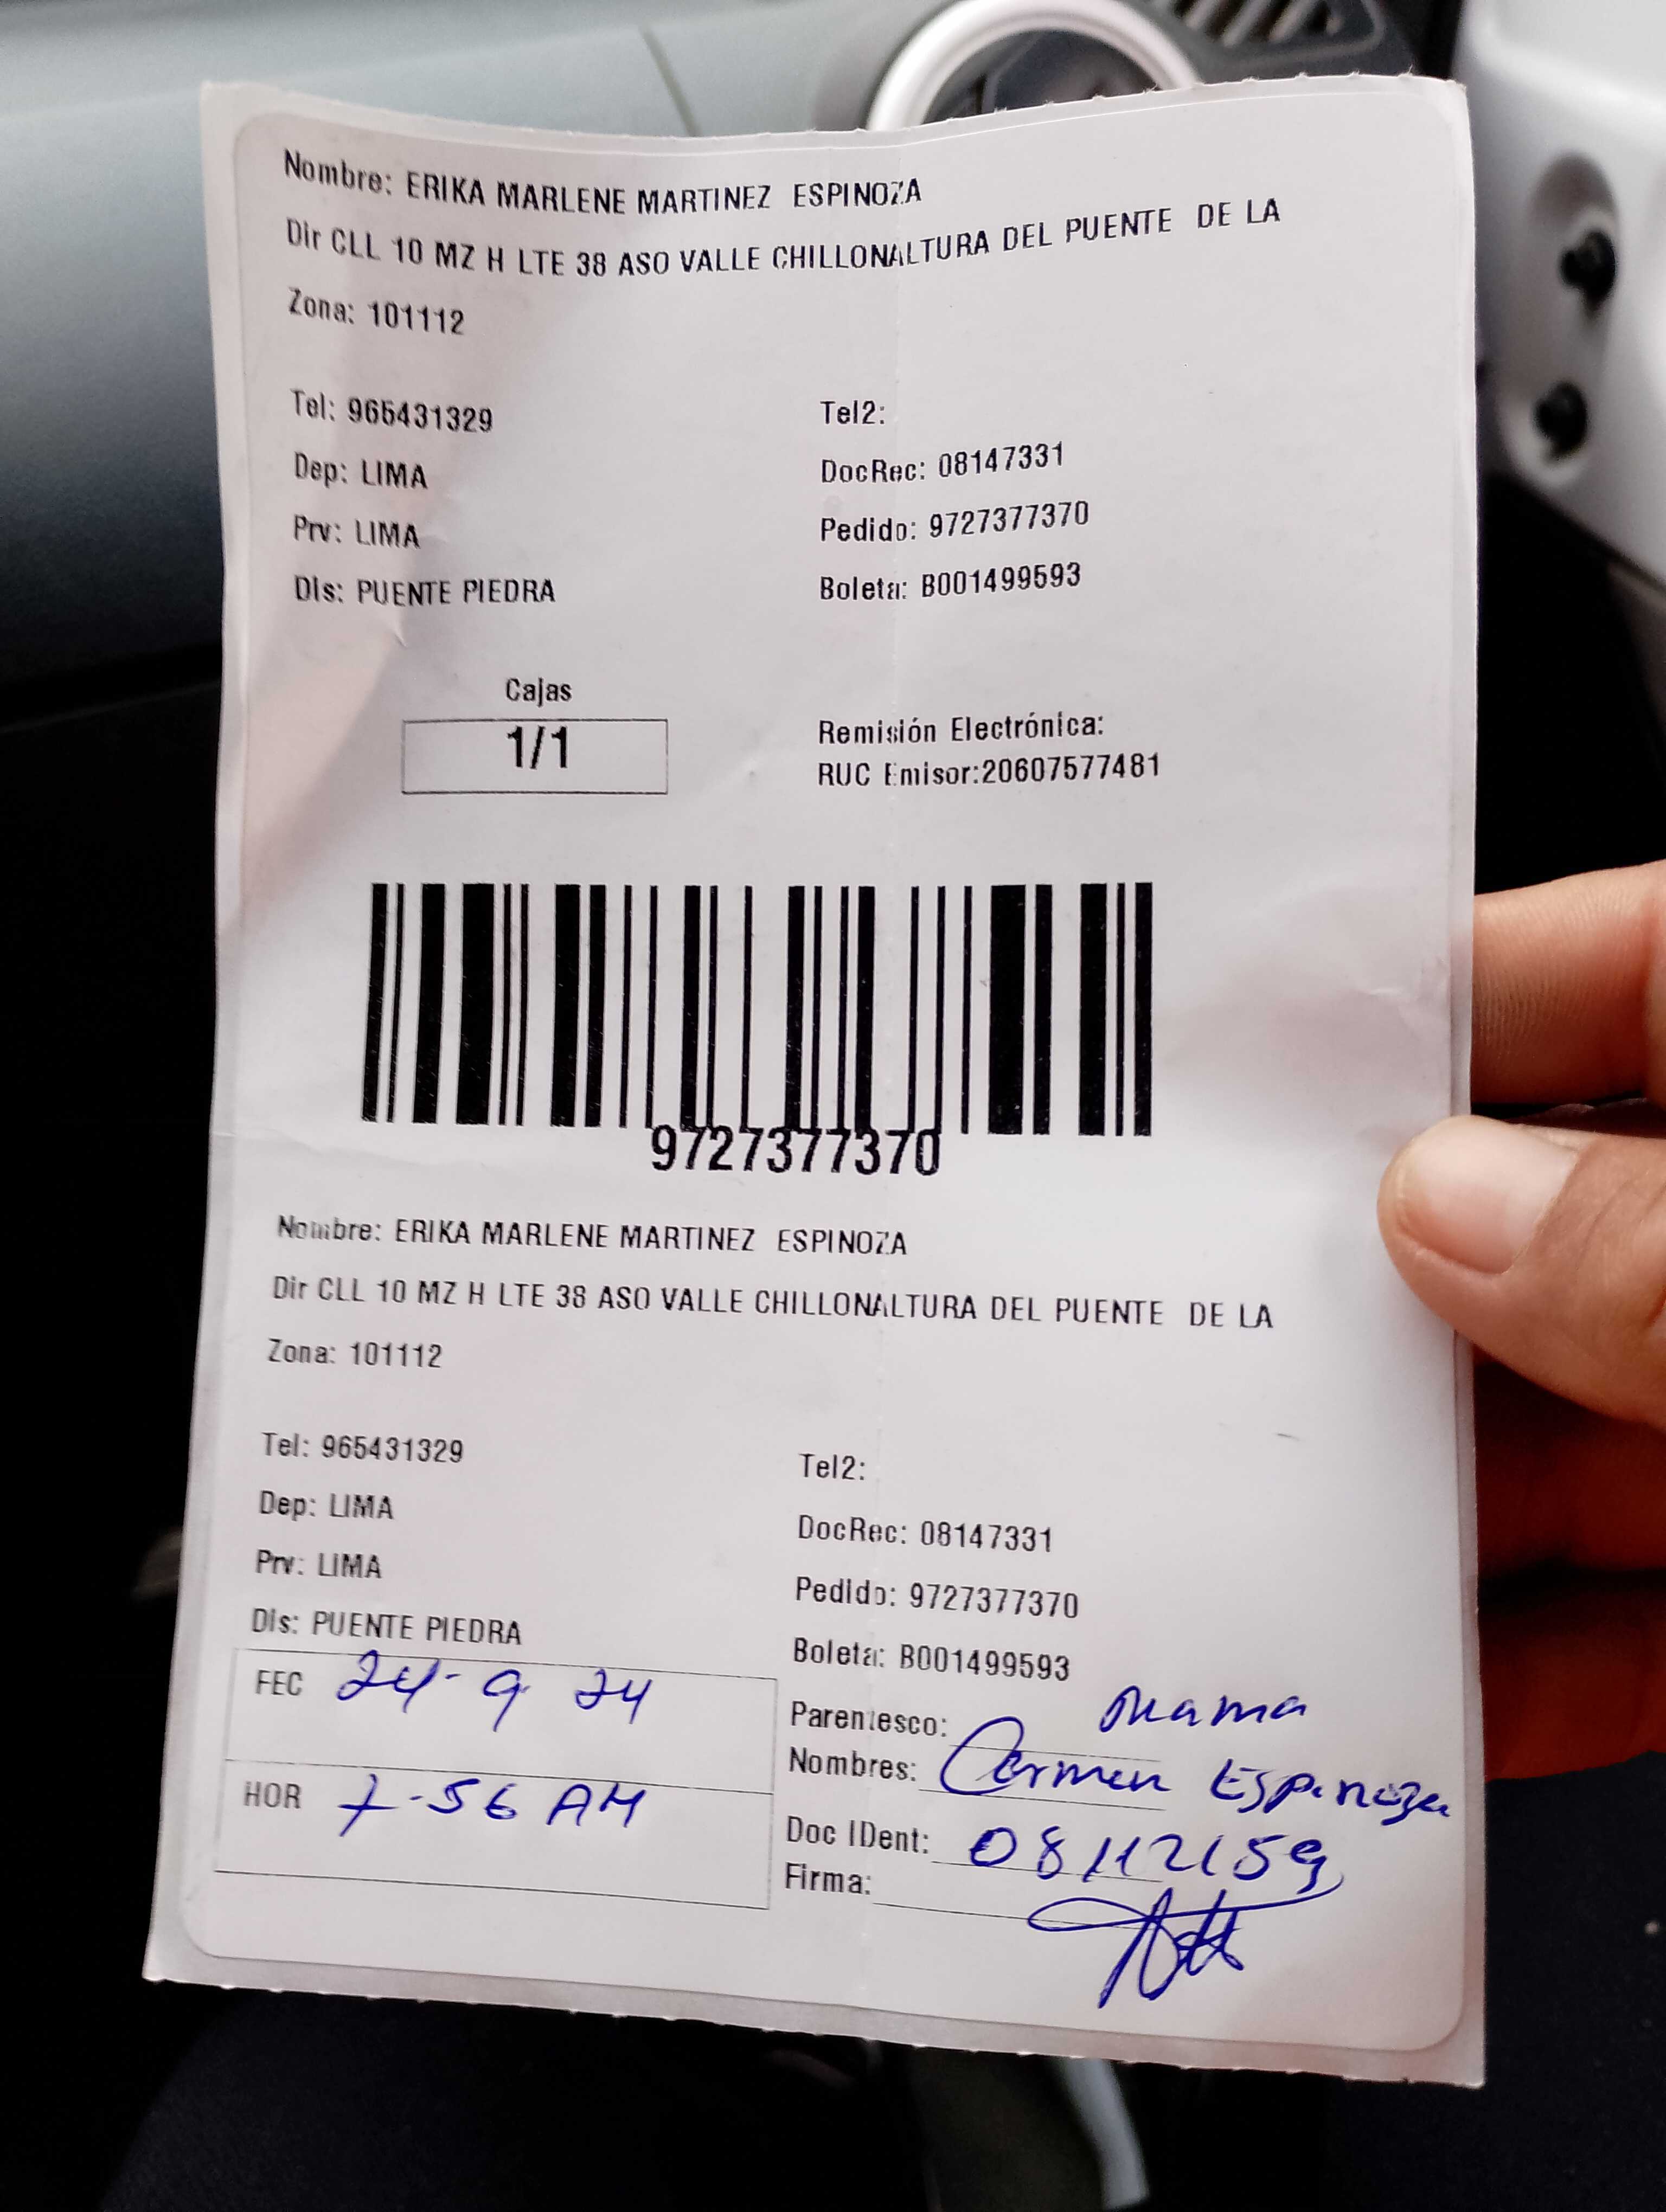 Nombre: ERIKA MARLENE MARTINEZ ESPINOZA
Dir CLL 10 MZ H LTE 38 ASO VALLE CHILLONALTURA DEL PUENTE DE LA
Zona: 101112
Tel: 965431329 Tel2:
Dep: LIMA DocRec: 08147331
Prv: LIMA Pedido: 9727377370
Dis: PUENTE PIEDRA Boleta: B001499593
Cajas
1/1
Remisión Electrónica:
RUC Emisor:20607577481
9727377370
Nombre: ERIKA MARLENE MARTINEZ ESPINOZA
Dir CLL 10 MZ H LTE 38 ASO VALLE CHILLONALTURA DEL PUENTE DE LA
Zona: 101112
Tel: 965431329 Tel2:
Dep: LIMA DocRec: 08147331
Prv: LIMA Pedido: 9727377370
Dis: PUENTE PIEDRA Boleta: B001499593
FEC 24-9 24
HOR 7-56 AM
Parentesco: Mama
Nombres: Carmen Espinoza
Doc IDent: 08112159
Firma: